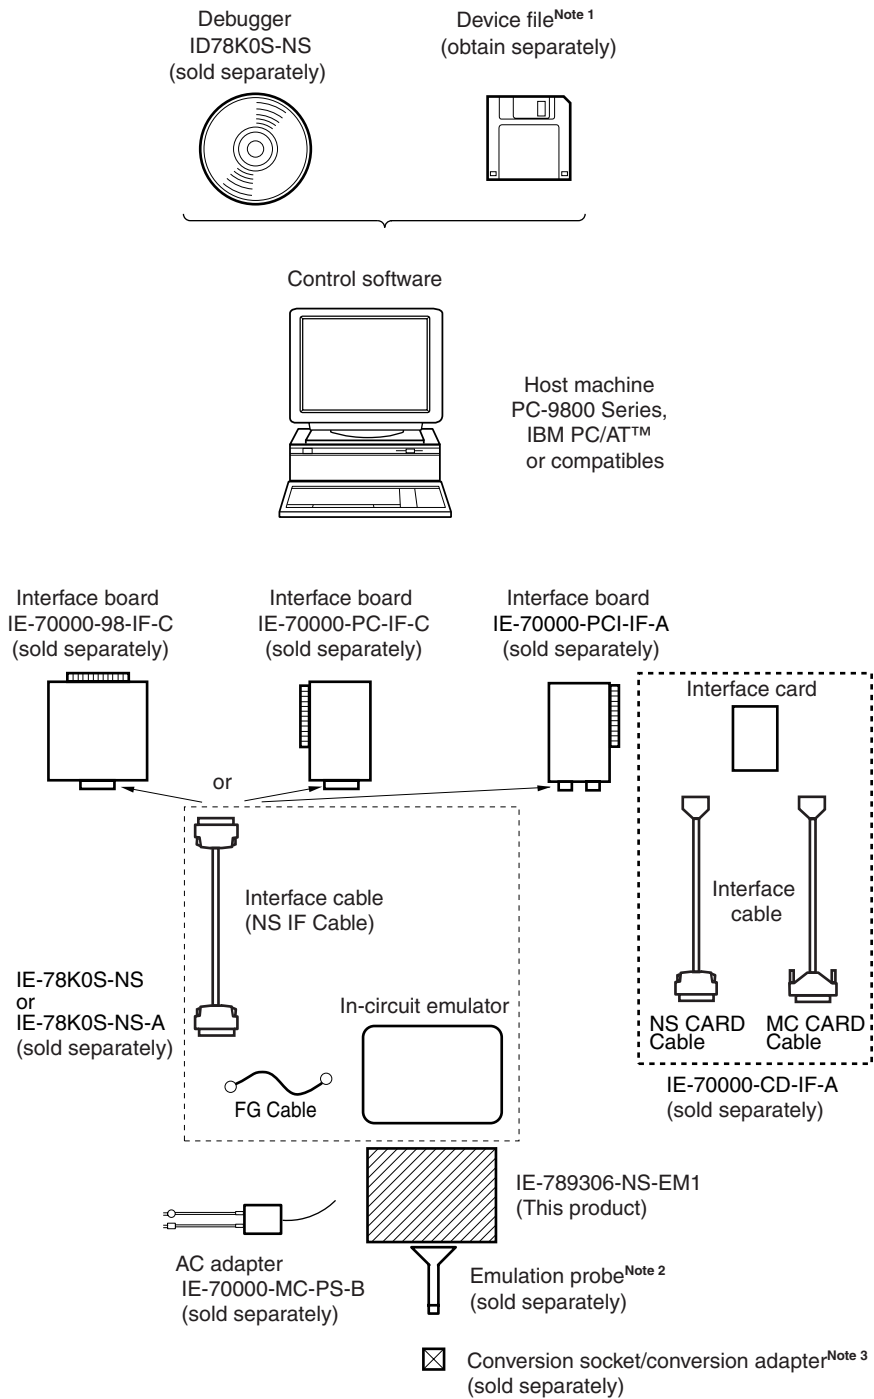 Debugger
ID78K0S-NS
(sold separately)
Device fileNote 1
(obtain separately)
Control software
Host machine
PC-9800 Series,
IBM PC/AT™
or compatibles
Interface board
IE-70000-98-IF-C
(sold separately)
Interface board
IE-70000-PC-IF-C
(sold separately)
Interface board
IE-70000-PCI-IF-A
(sold separately)
Interface card
or
Interface cable
(NS IF Cable)
Interface
cable
IE-78K0S-NS
or
IE-78K0S-NS-A
(sold separately)
In-circuit emulator
NS CARD
Cable
MC CARD
Cable
FG Cable
IE-70000-CD-IF-A
(sold separately)
IE-789306-NS-EM1
(This product)
AC adapter
IE-70000-MC-PS-B
(sold separately)
Emulation probeNote 2
(sold separately)
Conversion socket/conversion adapterNote 3
(sold separately)